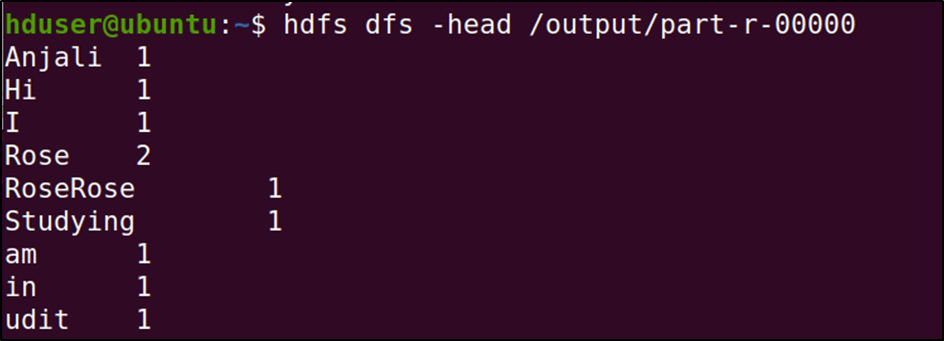 hduser@ubuntu:~$ hdfs dfs -head /output/part-r-00000
Anjali	1
Hi	1
I	1
Rose	2
RoseRose	1
Studying	1
am	1
in	1
udit	1